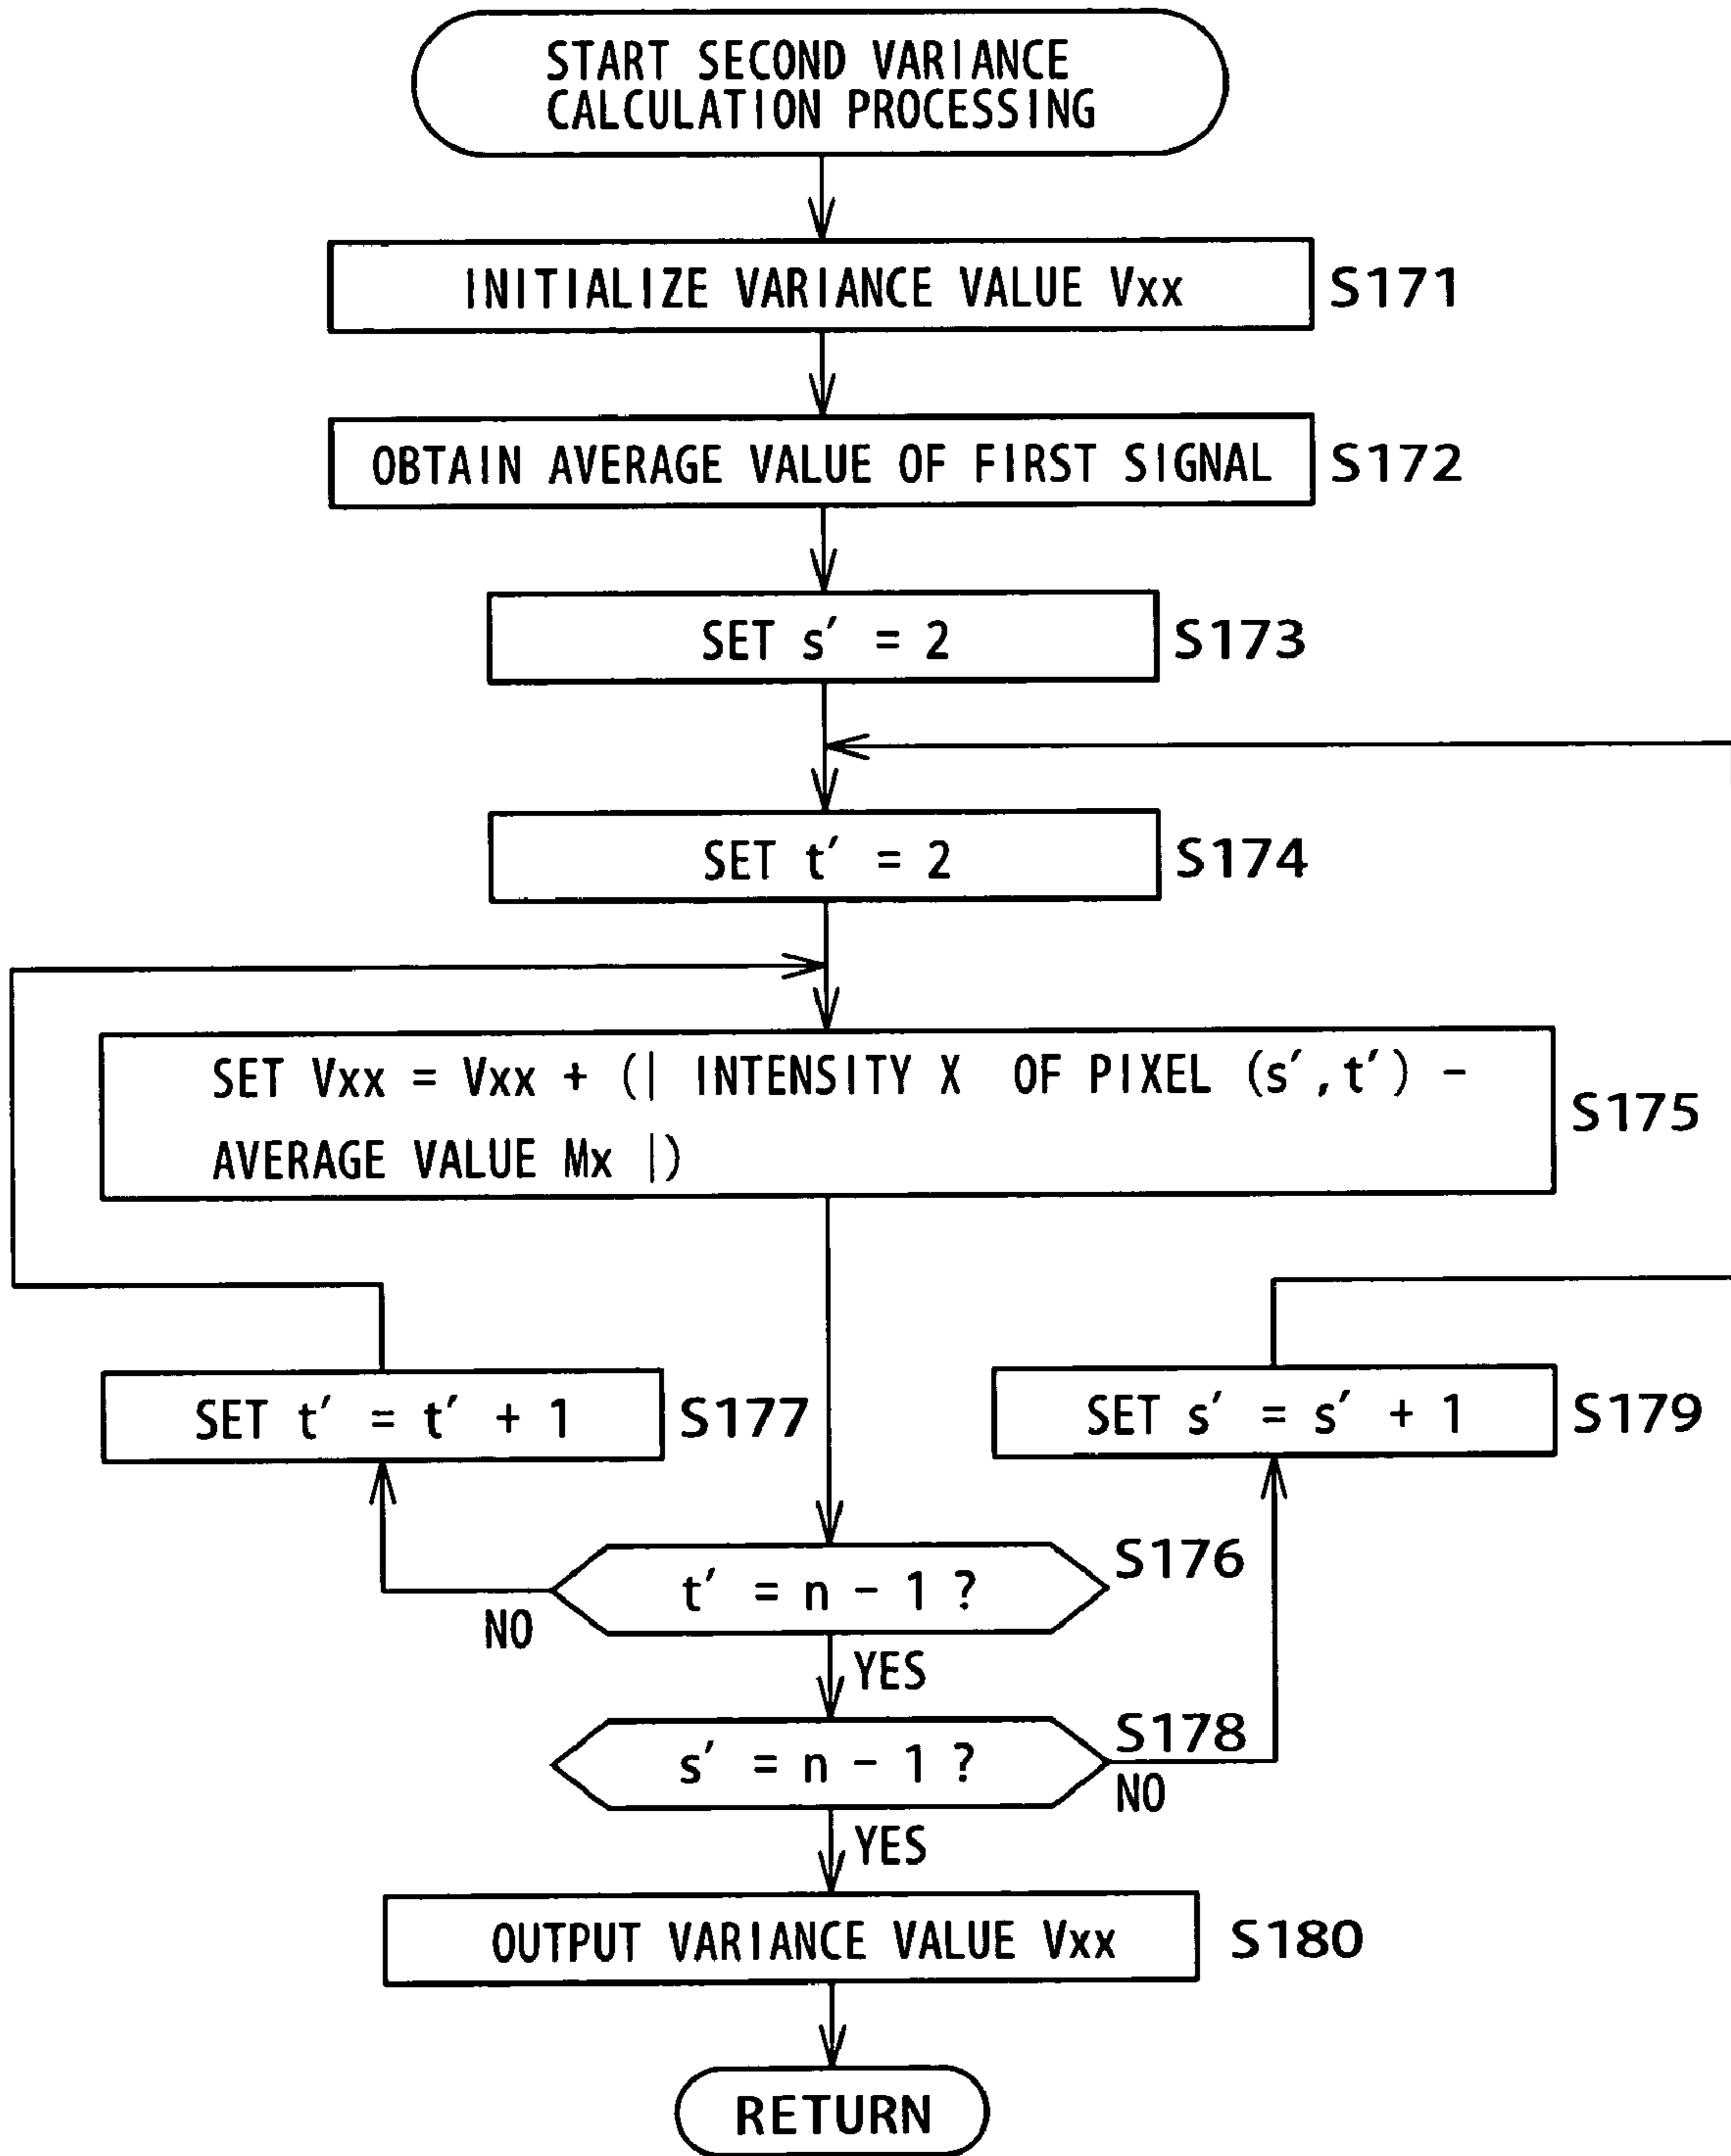 START SECOND VARIANCE
CALCULATION PROCESSING
INITIALIZE VARIANCE VALUE Vxx
S171
OBTAIN AVERAGE VALUE OF FIRST SIGNAL
S172
SET s′ = 2
S173
SET t′ = 2
S174
SET Vxx = Vxx + (| INTENSITY X OF PIXEL (s′,t′) −
AVERAGE VALUE Mx |)
S175
SET t′ = t′ + 1
S177
SET s′ = s′ + 1
S179
t′ = n − 1 ?
S176
NO
YES
s′ = n − 1 ?
S178
NO
YES
OUTPUT VARIANCE VALUE Vxx
S180
RETURN